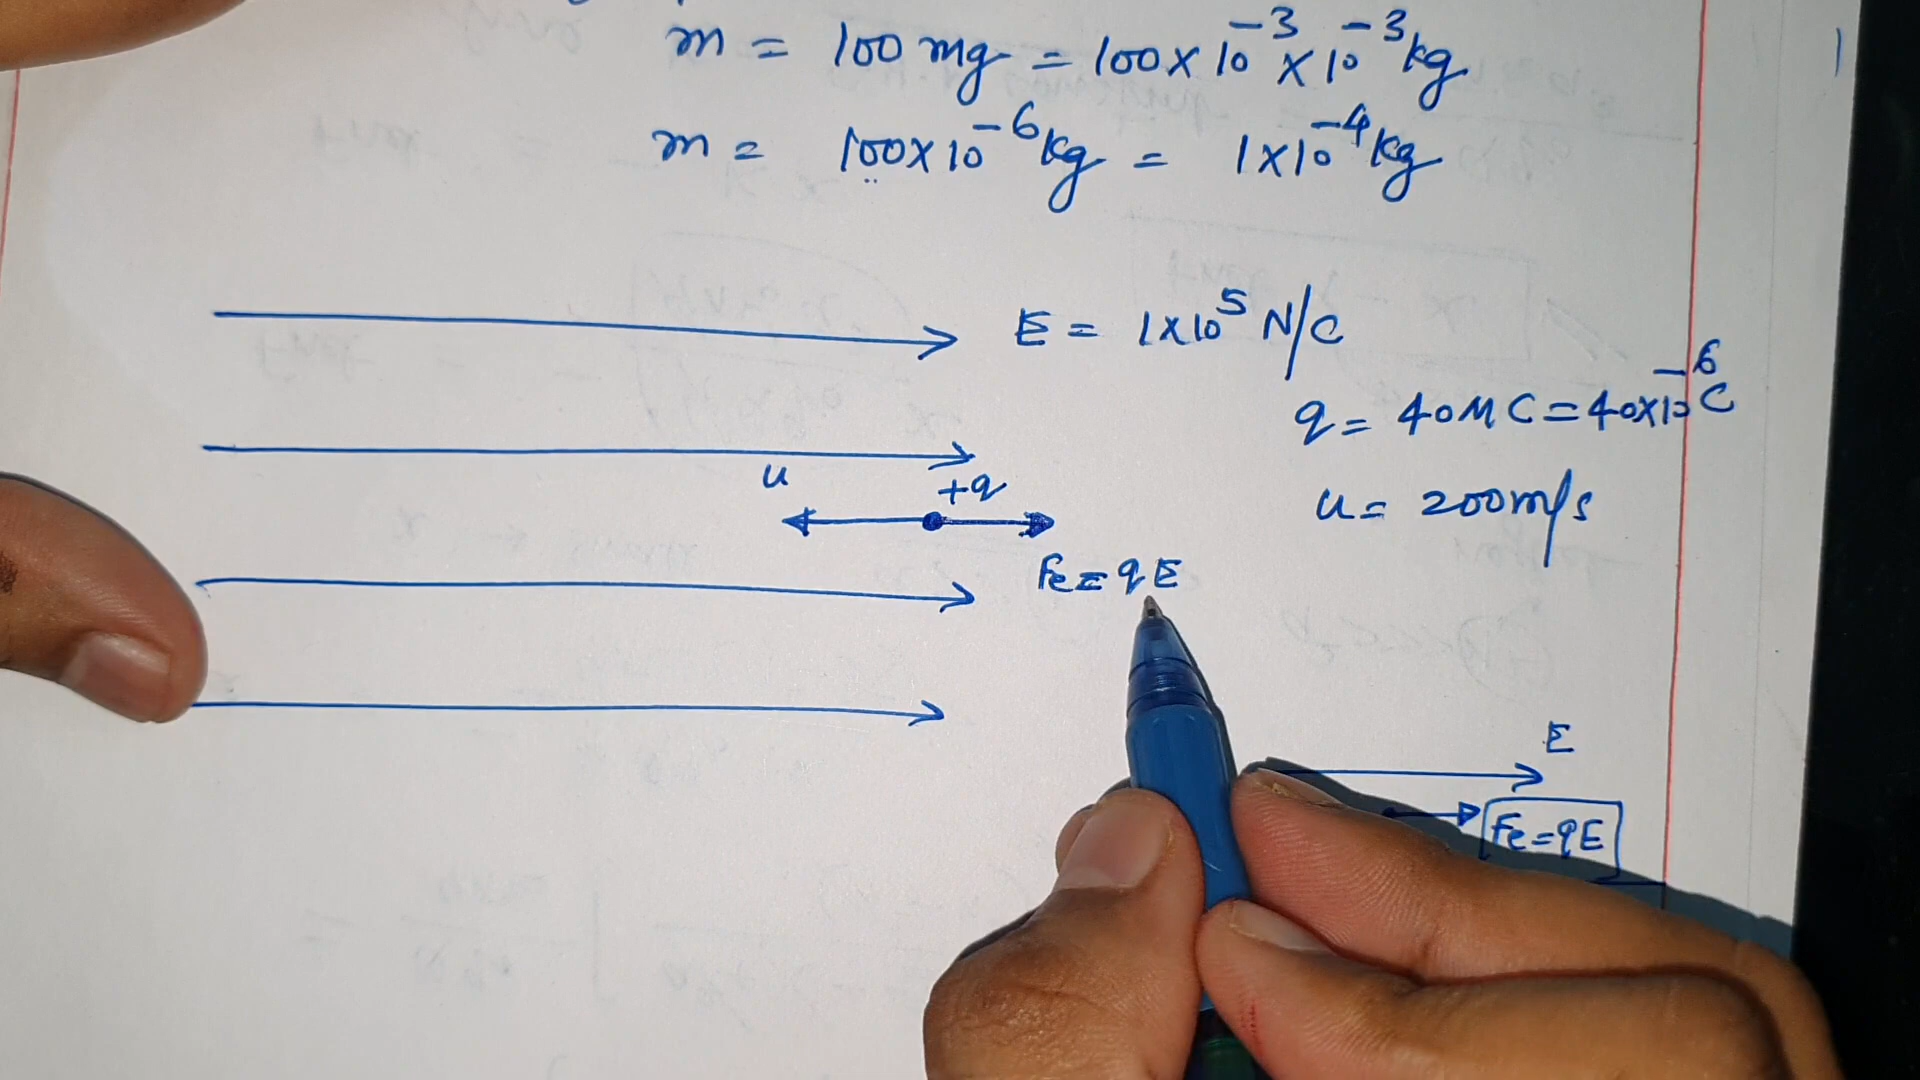 m = 100 mg = 100 x 10⁻³ x 10⁻³ kg
m = 100 x 10⁻⁶ kg = 1 x 10⁻⁴ kg
E = 1 x 10⁵ N/C
q = 40 μ C = 40 x 10⁻⁶ C
u
+q
u = 200 m/s
Fe = qE
E
Fe = qE